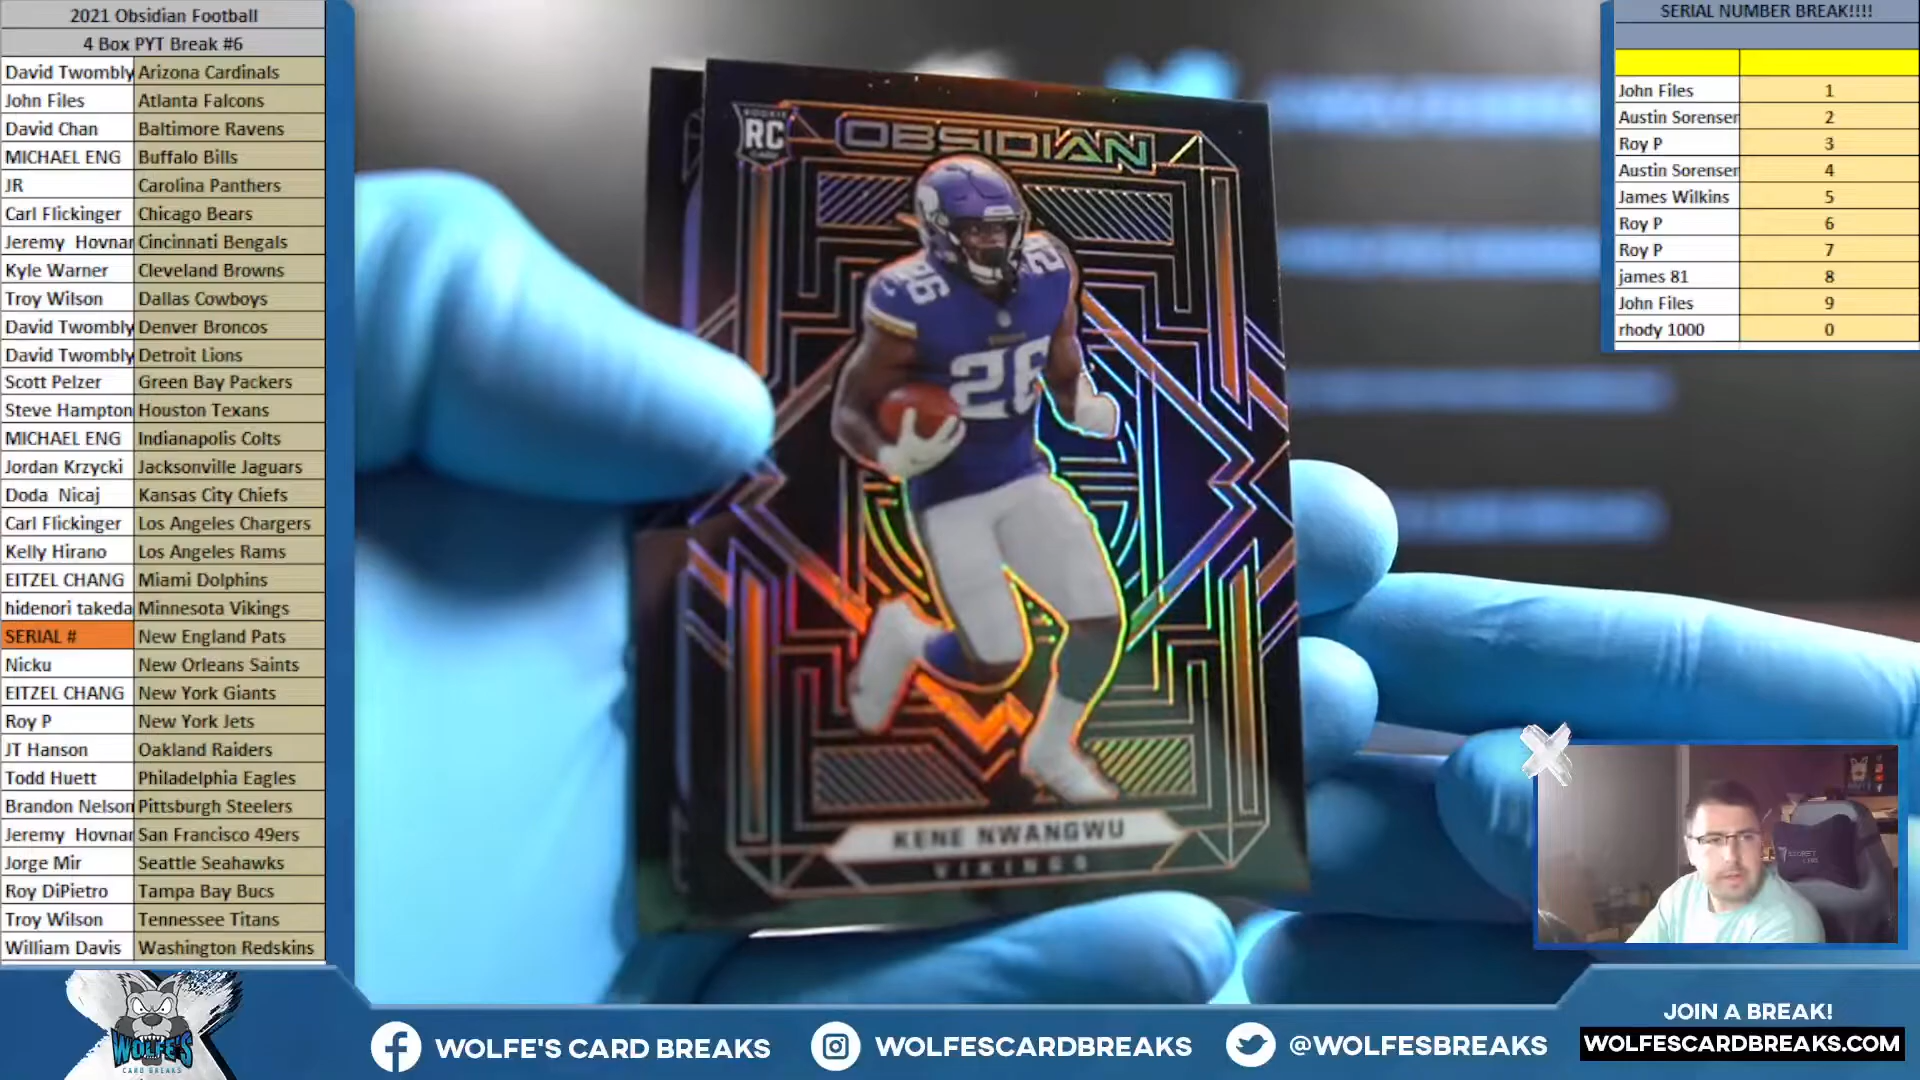 2021 Obsidian Football
4 Box PYT Break #6
David Twombly Arizona Cardinals
John Files Atlanta Falcons
David Chan Baltimore Ravens
MICHAEL ENG Buffalo Bills
JR Carolina Panthers
Carl Flickinger Chicago Bears
Jeremy Hovnar Cincinnati Bengals
Kyle Warner Cleveland Browns
Troy Wilson Dallas Cowboys
David Twombly Denver Broncos
David Twombly Detroit Lions
Scott Pelzer Green Bay Packers
Steve Hampton Houston Texans
MICHAEL ENG Indianapolis Colts
Jordan Krzycki Jacksonville Jaguars
Doda Nicaj Kansas City Chiefs
Carl Flickinger Los Angeles Chargers
Kelly Hirano Los Angeles Rams
EITZEL CHANG Miami Dolphins
hidenori takeda Minnesota Vikings
SERIAL # New England Pats
Nicku New Orleans Saints
EITZEL CHANG New York Giants
Roy P New York Jets
JT Hanson Oakland Raiders
Todd Huett Philadelphia Eagles
Brandon Nelson Pittsburgh Steelers
Jeremy Hovnar San Francisco 49ers
Jorge Mir Seattle Seahawks
Roy DiPietro Tampa Bay Bucs
Troy Wilson Tennessee Titans
William Davis Washington Redskins
ROOKIE
RC
OBSIDIAN
26
26
26
KENE NWANGWU
VIKINGS
SERIAL NUMBER BREAK!!!!
John Files 1
Austin Sorenser 2
Roy P 3
Austin Sorenser 4
James Wilkins 5
Roy P 6
Roy P 7
james 81 8
John Files 9
rhody 1000 0
WOLFE'S
CARD BREAKS
WOLFE'S CARD BREAKS
WOLFESCARDBREAKS
@WOLFESBREAKS
JOIN A BREAK!
WOLFESCARDBREAKS.COM